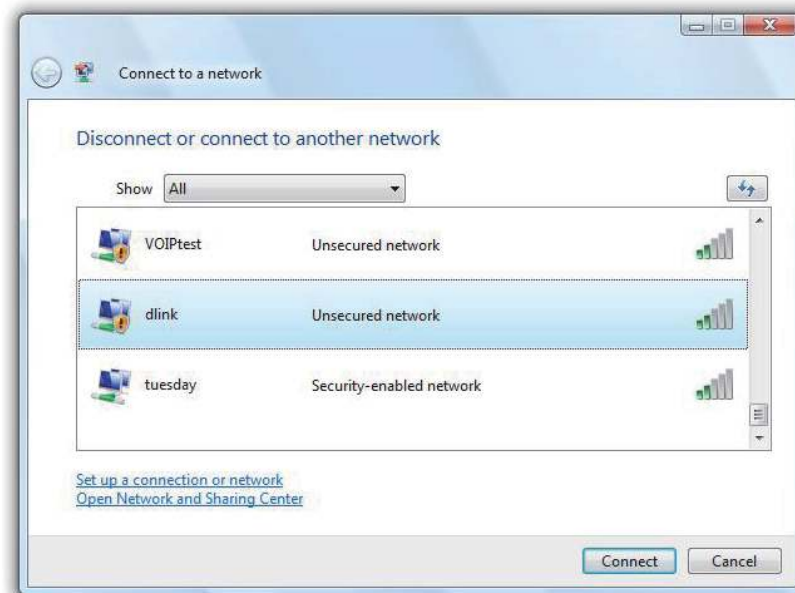 Connect to a network
Disconnect or connect to another network
Show All
VOIPtest Unsecured network
dlink Unsecured network
tuesday Security-enabled network
Set up a connection or network
Open Network and Sharing Center
Connect Cancel